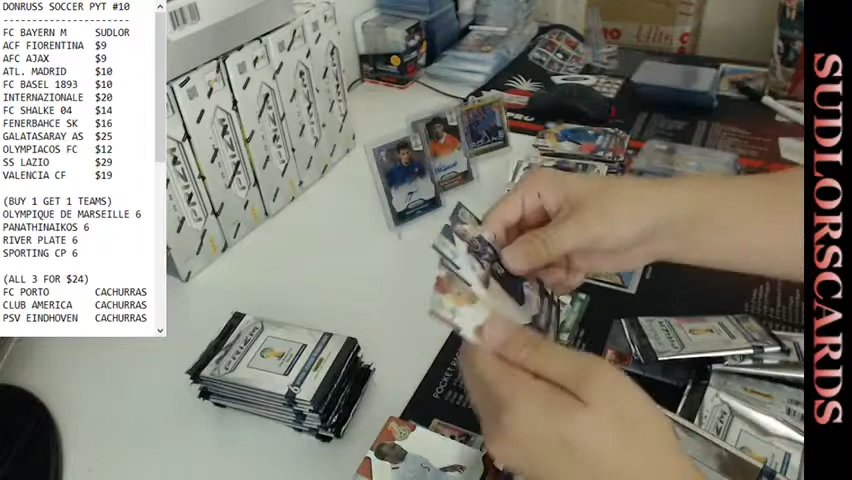 DONRUSS SOCCER PYT #10
----------------------
FC BAYERN M SUDLOR
ACF FIORENTINA $9
AFC AJAX $9
ATL. MADRID $10
FC BASEL 1893 $10
INTERNAZIONALE $20
FC SHALKE 04 $14
FENERBAHCE SK $16
GALATASARAY AS $25
OLYMPIACOS FC $12
SS LAZIO $29
VALENCIA CF $19
(BUY 1 GET 1 TEAMS)
OLYMPIQUE DE MARSEILLE 6
PANATHINAIKOS 6
RIVER PLATE 6
SPORTING CP 6
(ALL 3 FOR $24)
FC PORTO CACHURRAS
CLUB AMERICA CACHURRAS
PSV EINDHOVEN CACHURRAS
SUDLORSCARDS
PRIZM
POCKET